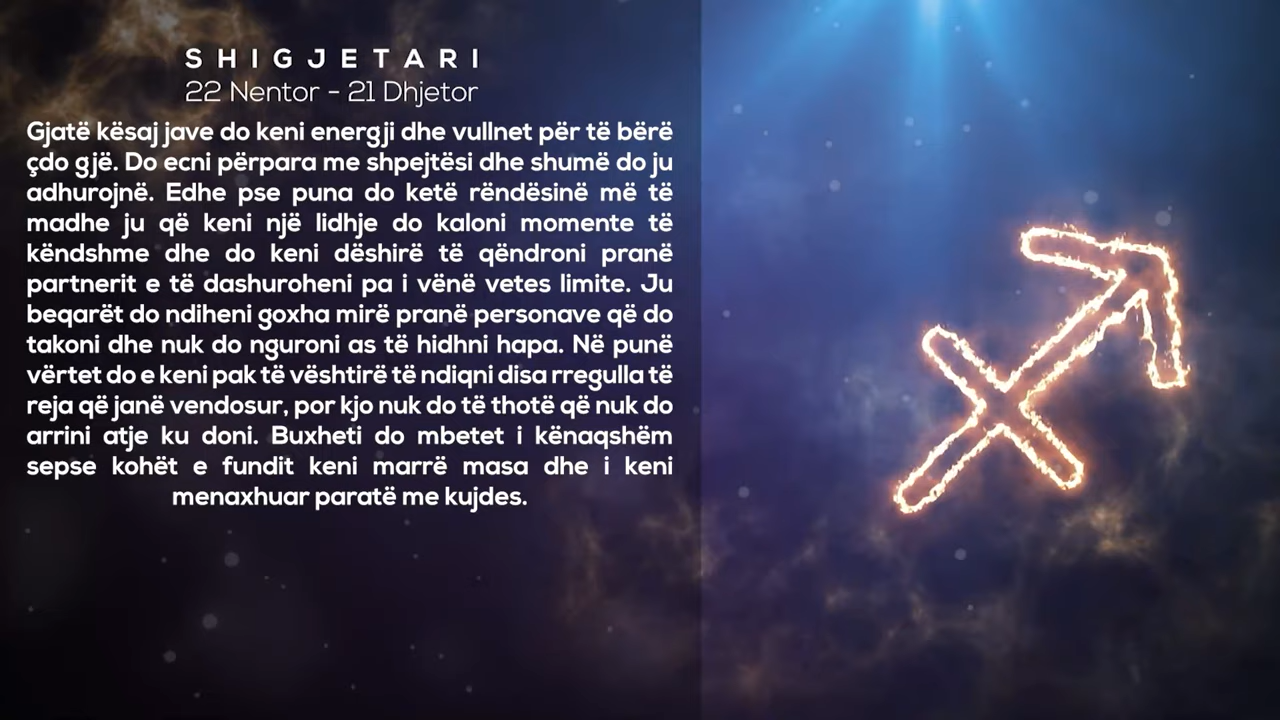 SHIGJETARI
22 Nentor - 21 Dhjetor
Gjatë kësaj jave do keni energji dhe vullnet për të bërë
çdo gjë. Do ecni përpara me shpejtësi dhe shumë do ju
adhurojnë. Edhe pse puna do ketë rëndësinë më të
madhe ju që keni një lidhje do kaloni momente të
këndshme dhe do keni dëshirë të qëndroni pranë
partnerit e të dashuroheni pa i vënë vetes limite. Ju
beqarët do ndiheni goxha mirë pranë personave që do
takoni dhe nuk do nguroni as të hidhni hapa. Në punë
vërtet do e keni pak të vështirë të ndiqni disa rregulla të
reja që janë vendosur, por kjo nuk do të thotë që nuk do
arrini atje ku doni. Buxheti do mbetet i kënaqshëm
sepse kohët e fundit keni marrë masa dhe i keni
menaxhuar paratë me kujdes.